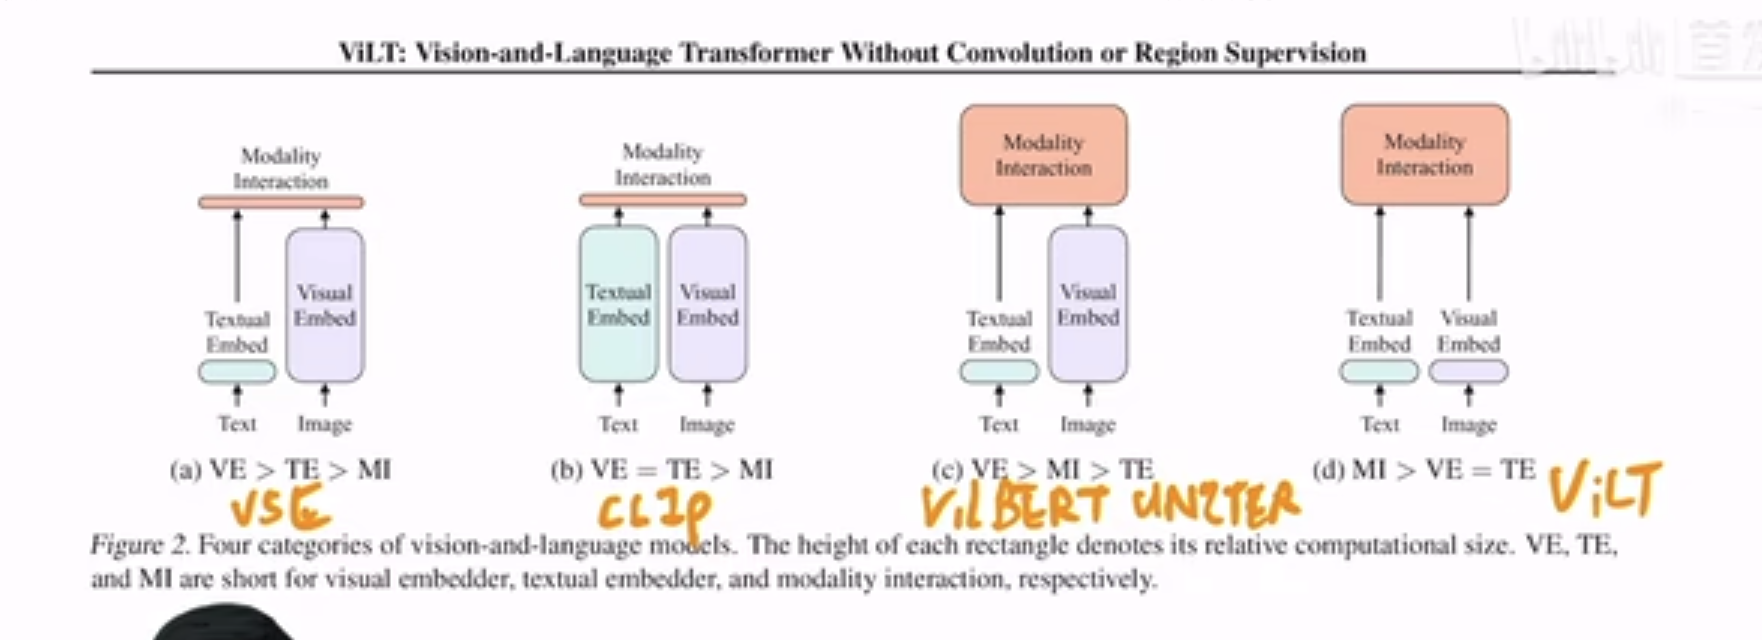 ViLT: Vision-and-Language Transformer Without Convolution or Region Supervision
Modality
Interaction
Textual
Embed
Visual
Embed
Text
Image
(a) VE > TE > MI
VSE
Modality
Interaction
Textual
Embed
Visual
Embed
Text
Image
(b) VE = TE > MI
CLIP
Modality
Interaction
Textual
Embed
Visual
Embed
Text
Image
(c) VE > MI > TE
ViLBERT UNITER
Modality
Interaction
Textual
Embed
Visual
Embed
Text
Image
(d) MI > VE = TE
ViLT
Figure 2. Four categories of vision-and-language models. The height of each rectangle denotes its relative computational size. VE, TE,
and MI are short for visual embedder, textual embedder, and modality interaction, respectively.